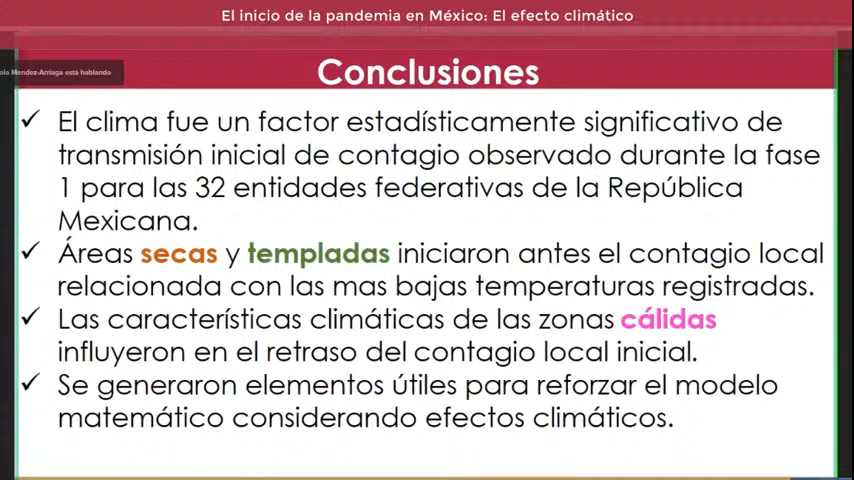 El inicio de la pandemia en México: El efecto climático
ola Mendez-Arriaga está hablando
Conclusiones
✓ El clima fue un factor estadísticamente significativo de
transmisión inicial de contagio observado durante la fase
1 para las 32 entidades federativas de la República
Mexicana.
✓ Áreas secas y templadas iniciaron antes el contagio local
relacionada con las mas bajas temperaturas registradas.
✓ Las características climáticas de las zonas cálidas
influyeron en el retraso del contagio local inicial.
✓ Se generaron elementos útiles para reforzar el modelo
matemático considerando efectos climáticos.